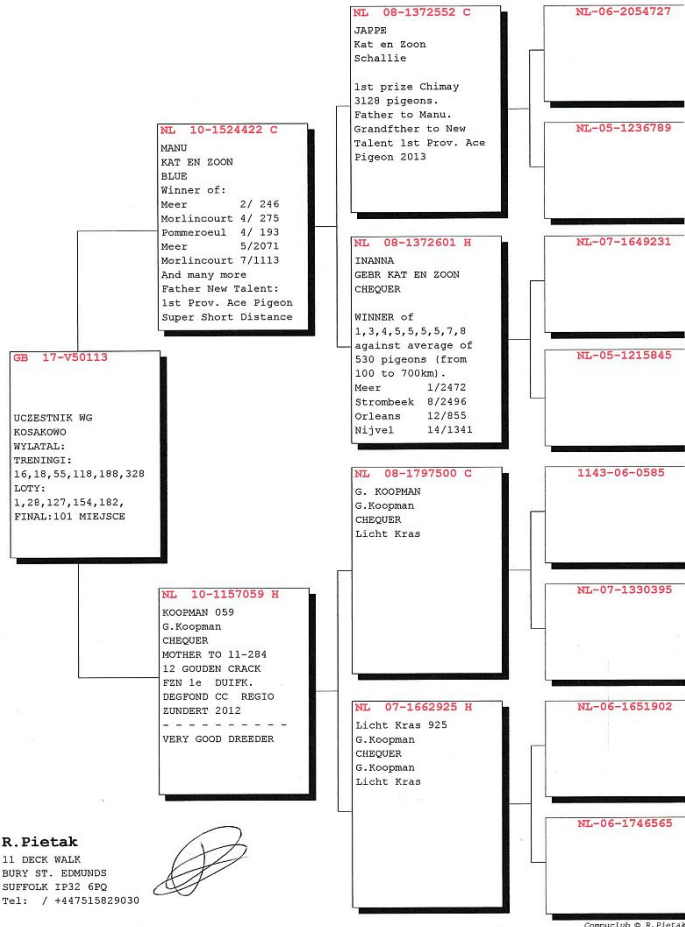 GB 17-V50113
UCZESTNIK WG
KOSAKOWO
WYLATAL:
TRENINGI:
16,18,55,118,188,328
LOTY:
1,28,127,154,182,
FINAL:101 MIEJSCE
NL 10-1524422 C
MANU
KAT EN ZOON
BLUE
Winner of:
Meer 2/ 246
Morlincourt 4/ 275
Pommeroeul 4/ 193
Meer 5/2071
Morlincourt 7/1113
And many more
Father New Talent:
1st Prov. Ace Pigeon
Super Short Distance
NL 10-1157059 H
KOOPMAN 059
G.Koopman
CHEQUER
MOTHER TO 11-284
12 GOUDEN CRACK
FZN 1e DUIFK.
DEGFOND CC REGIO
ZUNDERT 2012
- - - - - - - - - -
VERY GOOD DREEDER
NL 08-1372552 C
JAPPE
Kat en Zoon
Schallie
1st prize Chimay
3128 pigeons.
Father to Manu.
Grandfther to New
Talent 1st Prov. Ace
Pigeon 2013
NL 08-1372601 H
INANNA
GEBR KAT EN ZOON
CHEQUER
WINNER of
1,3,4,5,5,5,5,7,8
against average of
530 pigeons (from
100 to 700km).
Meer 1/2472
Strombeek 8/2496
Orleans 12/855
Nijvel 14/1341
NL 08-1797500 C
G. KOOPMAN
G.Koopman
CHEQUER
Licht Kras
NL 07-1662925 H
Licht Kras 925
G.Koopman
CHEQUER
G.Koopman
Licht Kras
NL-06-2054727
NL-05-1236789
NL-07-1649231
NL-05-1215845
1143-06-0585
NL-07-1330395
NL-06-1651902
NL-06-1746565
R.Pietak
11 DECK WALK
BURY ST. EDMUNDS
SUFFOLK IP32 6PQ
Tel: / +447515829030
Compuclub © R.Pietak